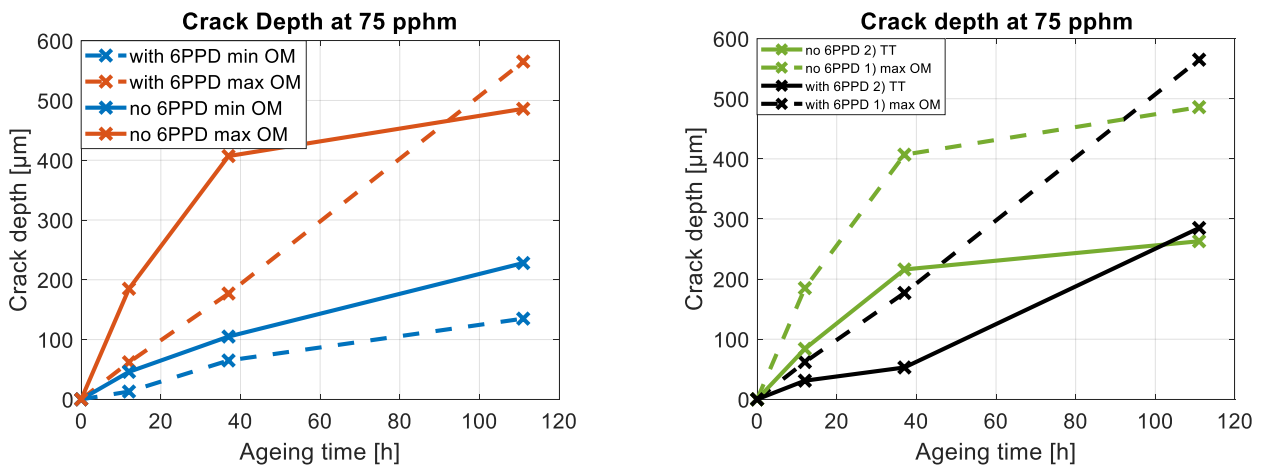 Crack Depth at 75 pphm
600
500
400
300
200
100
0
with 6PPD min OM
with 6PPD max OM
no 6PPD min OM
no 6PPD max OM
Crack depth [µm]
0 20 40 60 80 100 120
Ageing time [h]
Crack depth at 75 pphm
600
500
400
300
200
100
0
no 6PPD 2) TT
no 6PPD 1) max OM
with 6PPD 2) TT
with 6PPD 1) max OM
Crack depth [µm]
0 20 40 60 80 100 120
Ageing time [h]